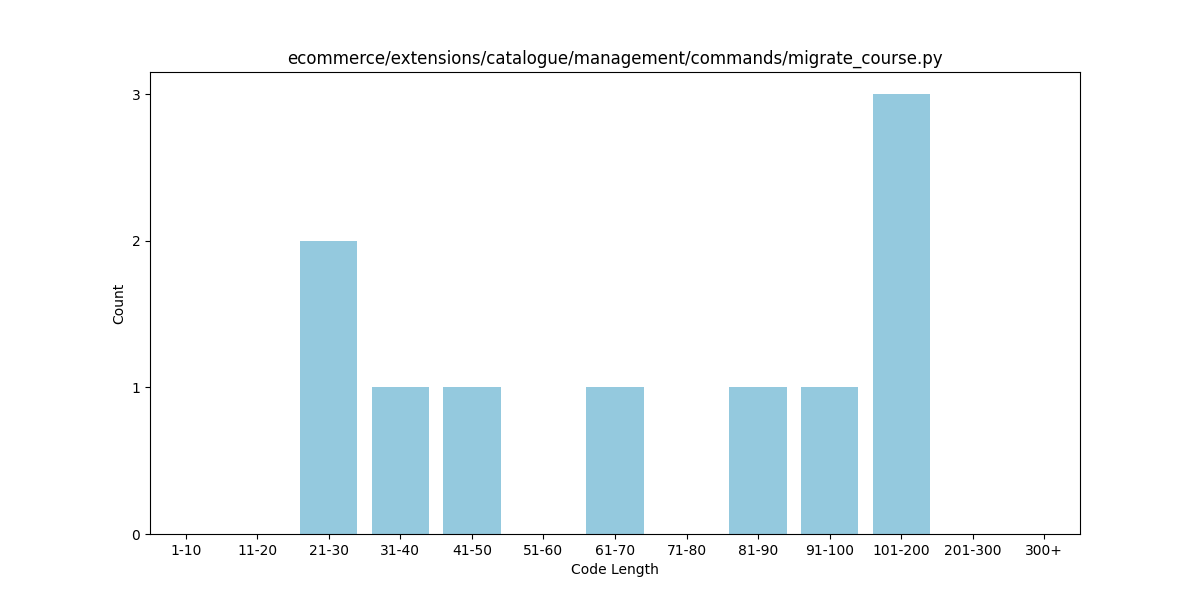 ecommerce/extensions/catalogue/management/commands/migrate_course.py
3
2
1
0
Count
1-10 11-20 21-30 31-40 41-50 51-60 61-70 71-80 81-90 91-100 101-200 201-300 300+
Code Length